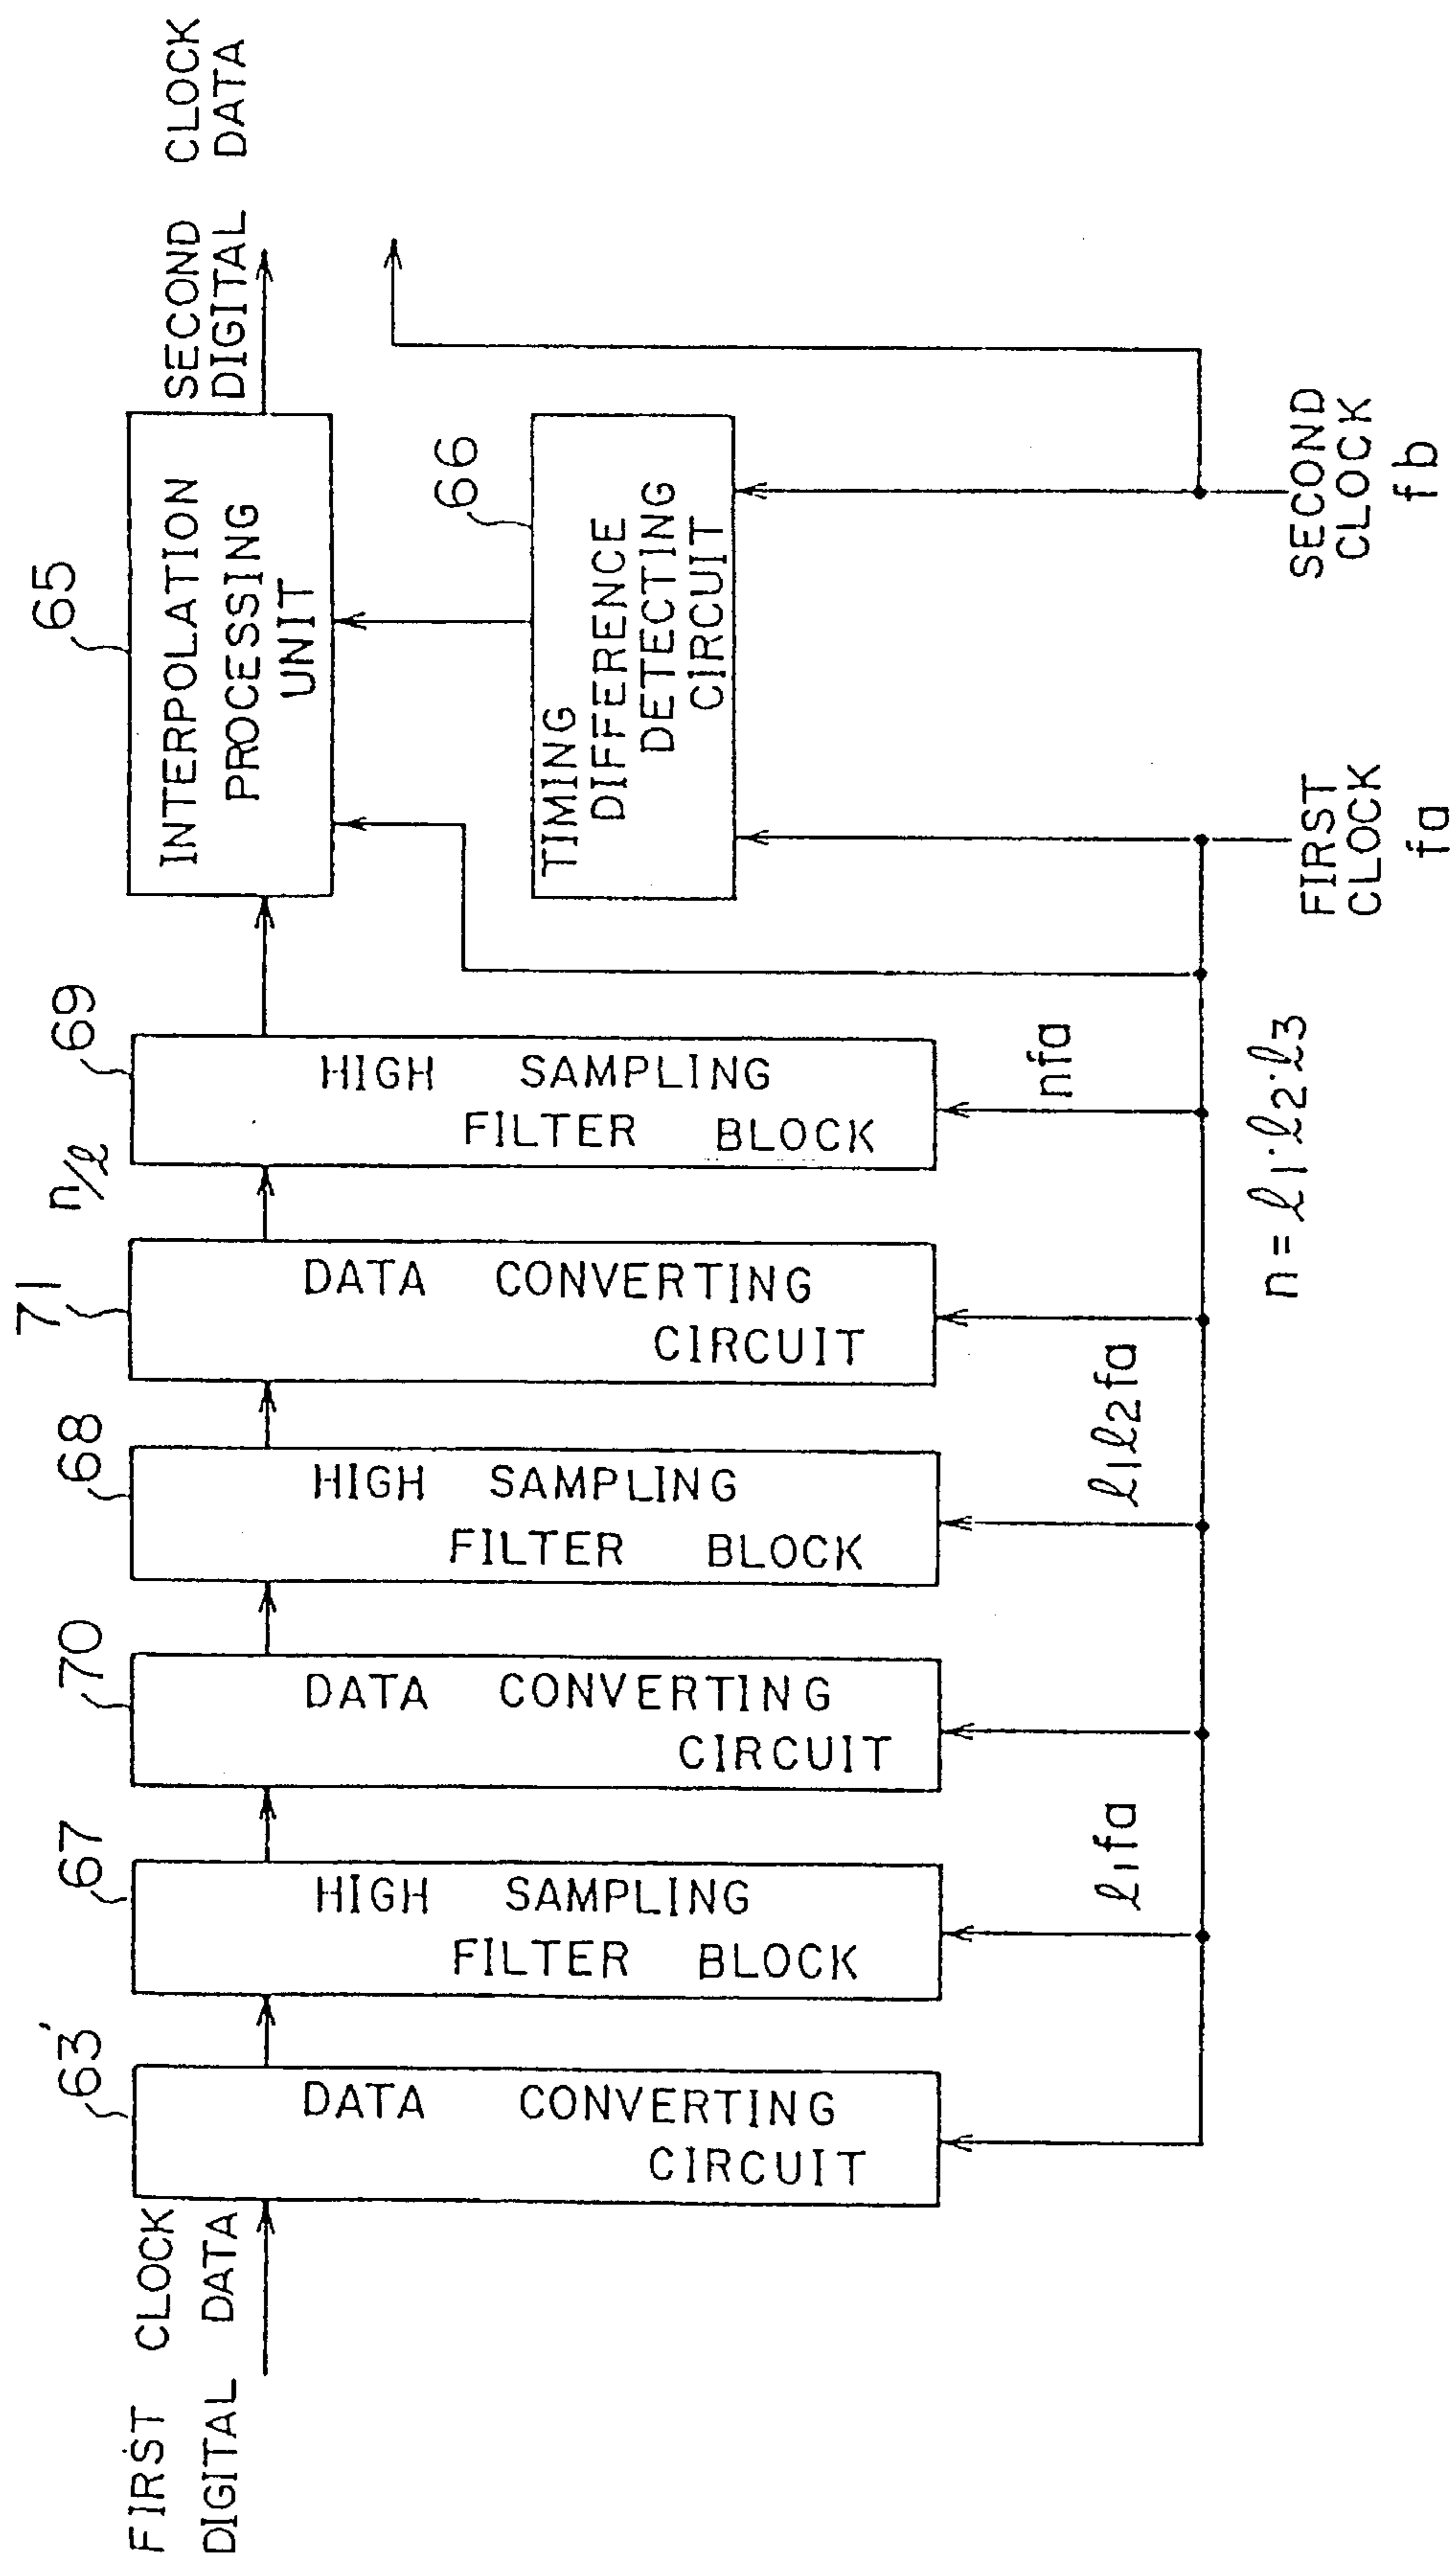 FIRST CLOCK
DIGITAL DATA
63'
DATA CONVERTING
CIRCUIT
67
HIGH SAMPLING
FILTER BLOCK
ℓ1fa
70
DATA CONVERTING
CIRCUIT
68
HIGH SAMPLING
FILTER BLOCK
ℓ1ℓ2fa
71
DATA CONVERTING
CIRCUIT
n/ℓ
69
HIGH SAMPLING
FILTER BLOCK
nfa
n = ℓ1·ℓ2·ℓ3
65
INTERPOLATION
PROCESSING
UNIT
66
TIMING
DIFFERENCE
DETECTING
CIRCUIT
FIRST
CLOCK
fa
SECOND
CLOCK
fb
SECOND CLOCK
DIGITAL DATA